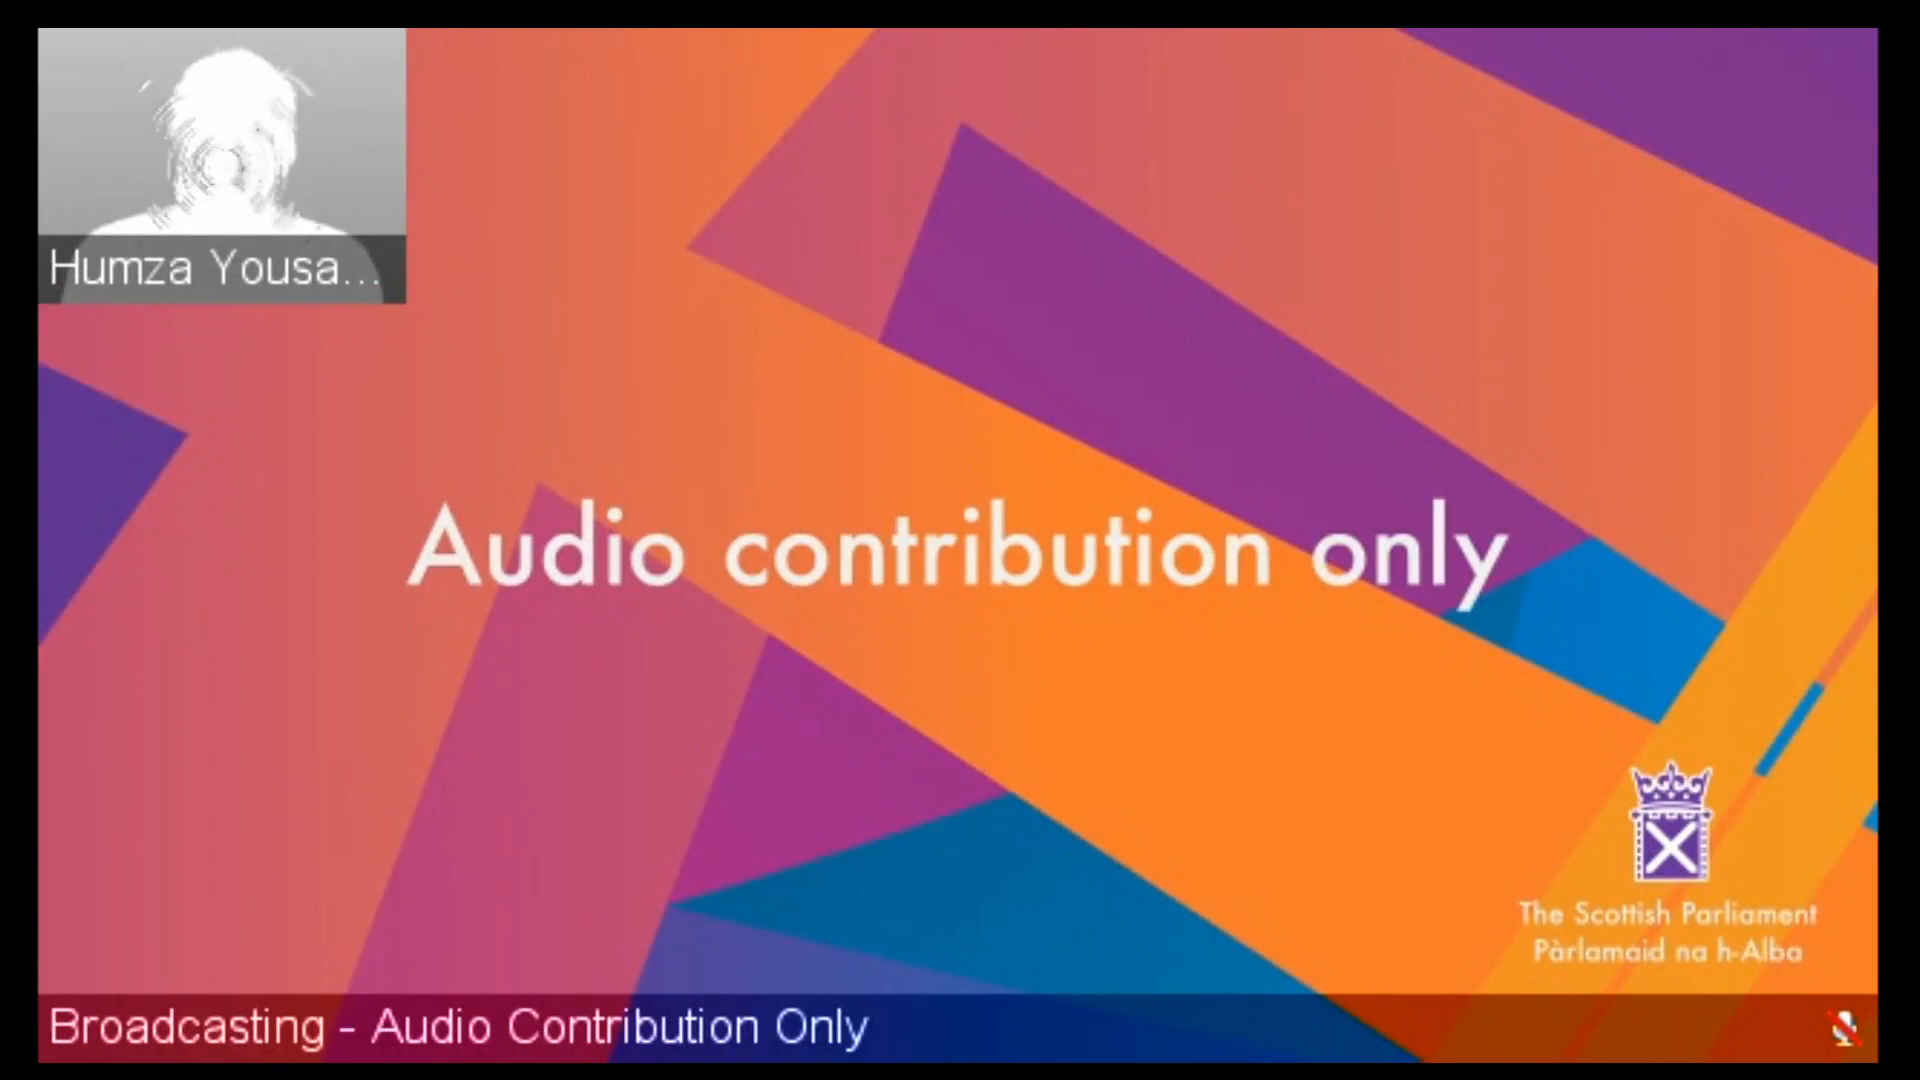 Humza Yousa...
Audio contribution only
The Scottish Parliament
Pàrlamaid na h-Alba
Broadcasting - Audio Contribution Only